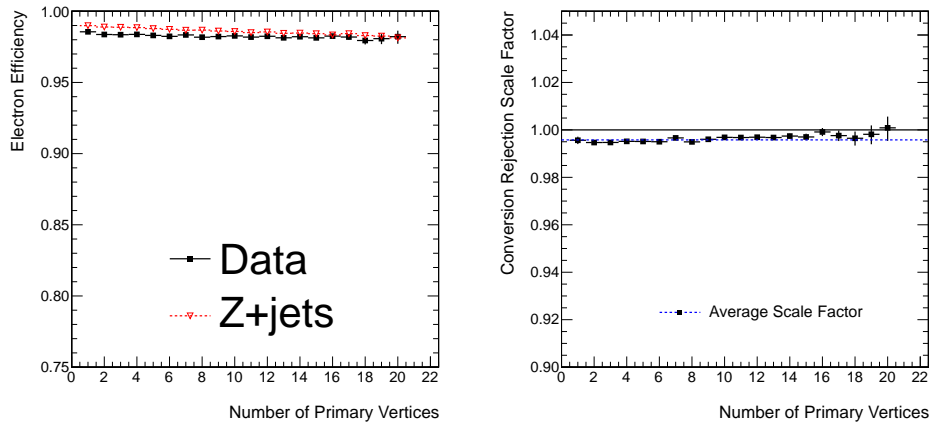 Electron Efficiency
1.00
0.95
0.90
0.85
0.80
0.75
Data
Z+jets
0 2 4 6 8 10 12 14 16 18 20 22
Number of Primary Vertices
Conversion Rejection Scale Factor
1.04
1.02
1.00
0.98
0.96
0.94
0.92
0.90
Average Scale Factor
0 2 4 6 8 10 12 14 16 18 20 22
Number of Primary Vertices